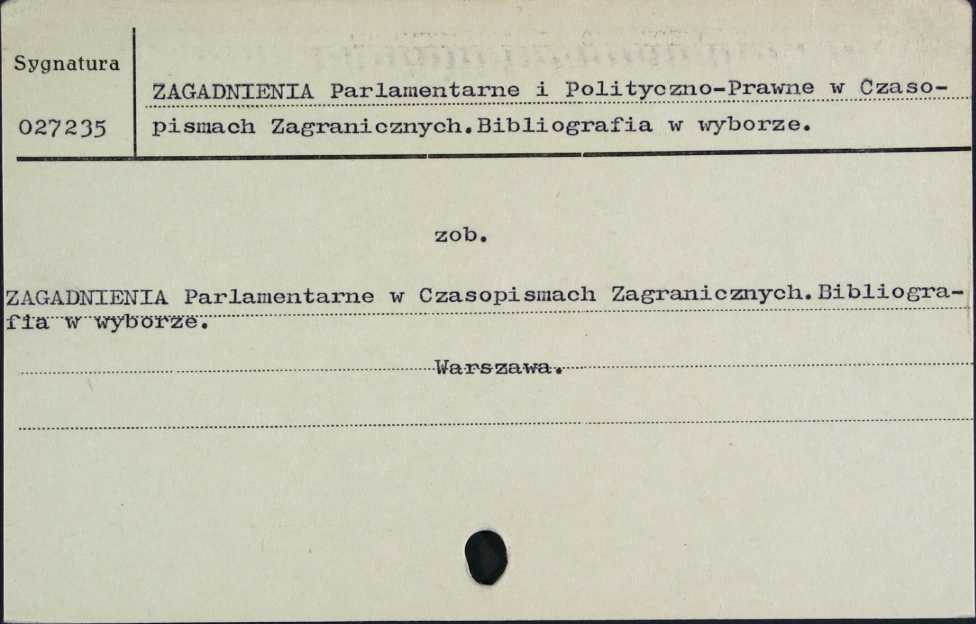 Sygnatura
ZAGADNIENIA Parlamentarne i Polityczno-Prawne w Czaso-
027235 pismach Zagranicznych.Bibliografia w wyborze.
zob.
ZAGADNIENIA Parlamentarne w Czasopismach Zagranicznych.Bibliogra-
fia w wyborze.
Warszawa.